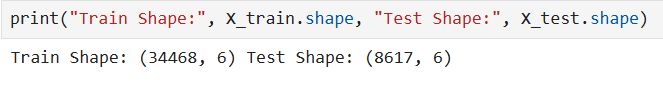 print("Train Shape:", X_train.shape, "Test Shape:", X_test.shape)
Train Shape: (34468, 6) Test Shape: (8617, 6)